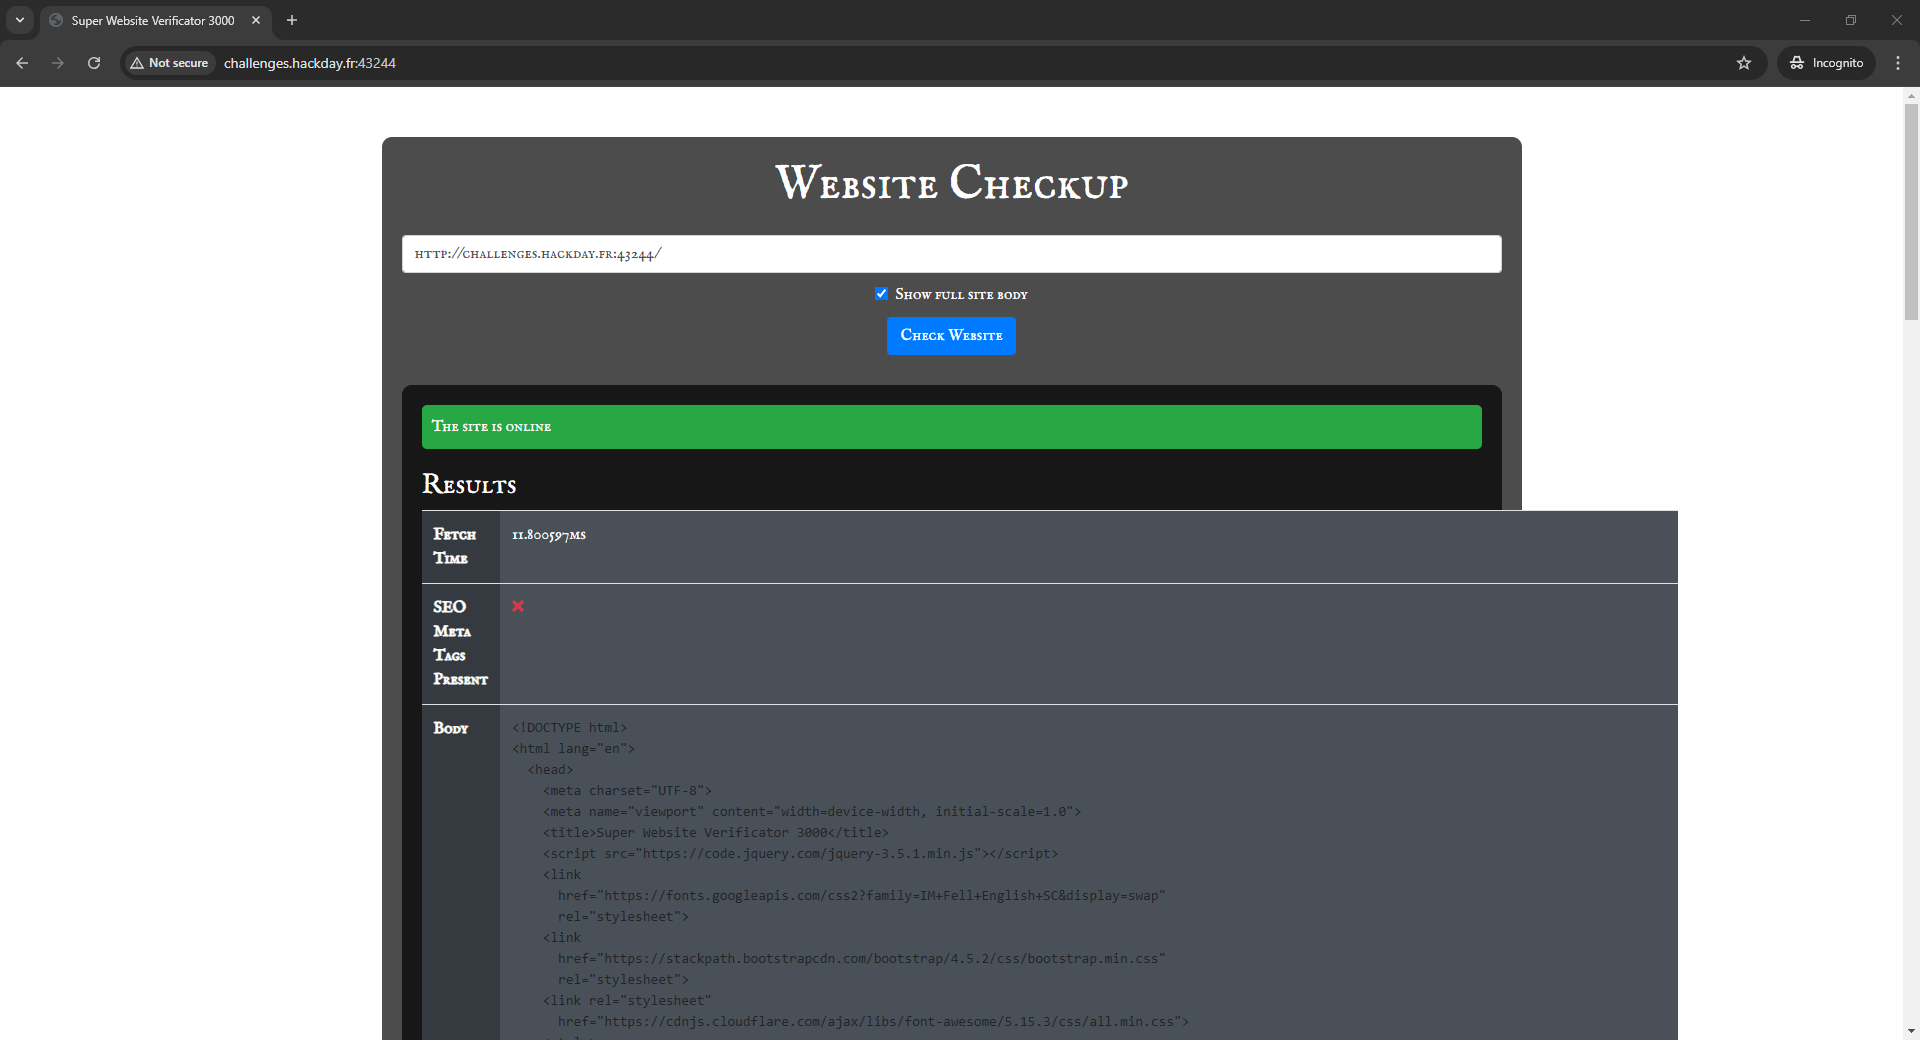 Super Website Verificator 3000
Not secure
challenges.hackday.fr:43244
Incognito
Website Checkup
http://challenges.hackday.fr:43244/
Show full site body
Check Website
The site is online
Results
Fetch
Time
11.800597ms
SEO
Meta
Tags
Present
Body
<!DOCTYPE html>
<html lang="en">
<head>
<meta charset="UTF-8">
<meta name="viewport" content="width=device-width, initial-scale=1.0">
<title>Super Website Verificator 3000</title>
<script src="https://code.jquery.com/jquery-3.5.1.min.js"></script>
<link
href="https://fonts.googleapis.com/css2?family=IM+Fell+English+SC&display=swap"
rel="stylesheet">
<link
href="https://stackpath.bootstrapcdn.com/bootstrap/4.5.2/css/bootstrap.min.css"
rel="stylesheet">
<link rel="stylesheet"
href="https://cdnjs.cloudflare.com/ajax/libs/font-awesome/5.15.3/css/all.min.css">